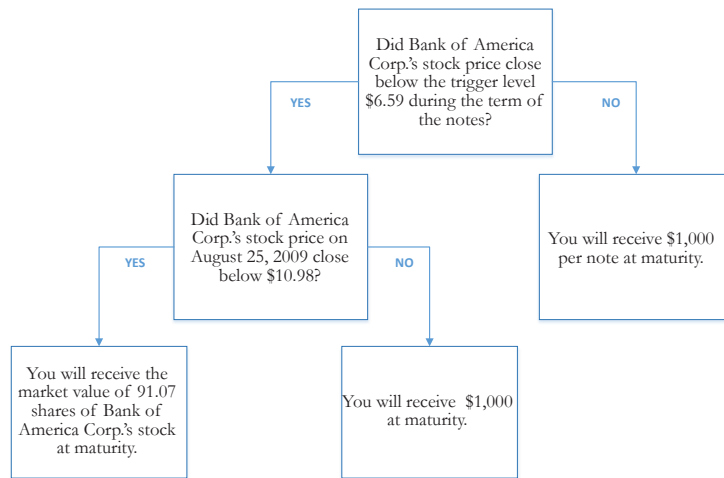 Did Bank of America
Corp.'s stock price close
below the trigger level
$6.59 during the term of
the notes?
YES
NO
Did Bank of America
Corp.'s stock price on
August 25, 2009 close
below $10.98?
You will receive $1,000
per note at maturity.
YES
NO
You will receive the
market value of 91.07
shares of Bank of
America Corp.'s stock
at maturity.
You will receive $1,000
at maturity.